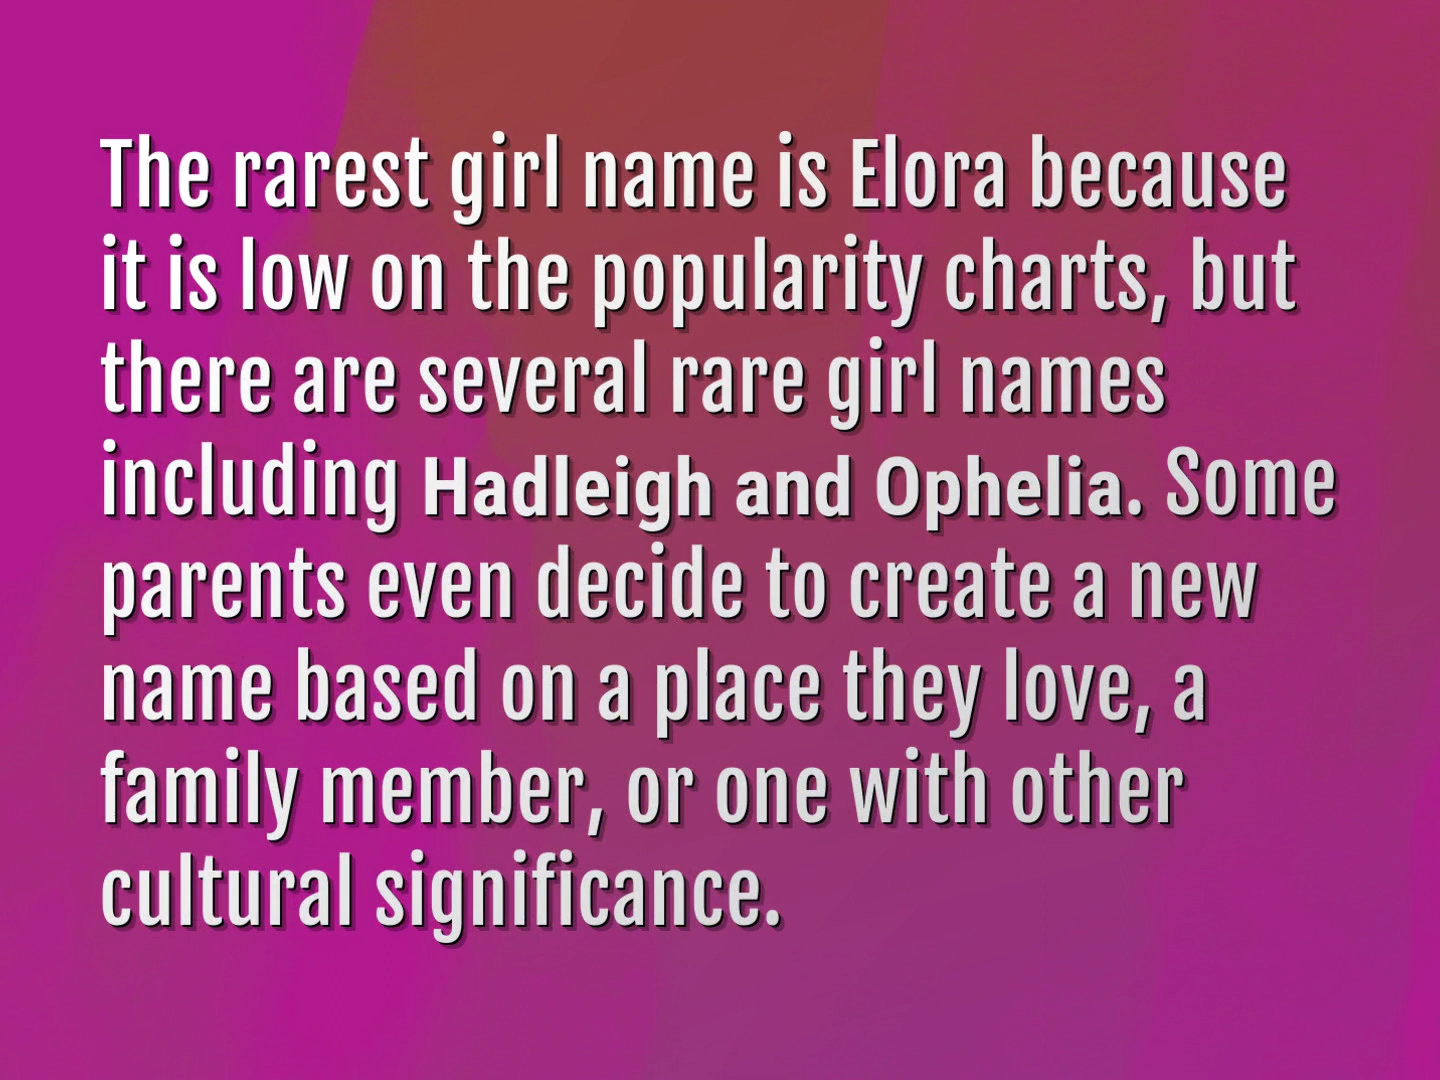 The rarest girl name is Elora because
it is low on the popularity charts, but
there are several rare girl names
including Hadleigh and Ophelia. Some
parents even decide to create a new
name based on a place they love, a
family member, or one with other
cultural significance.